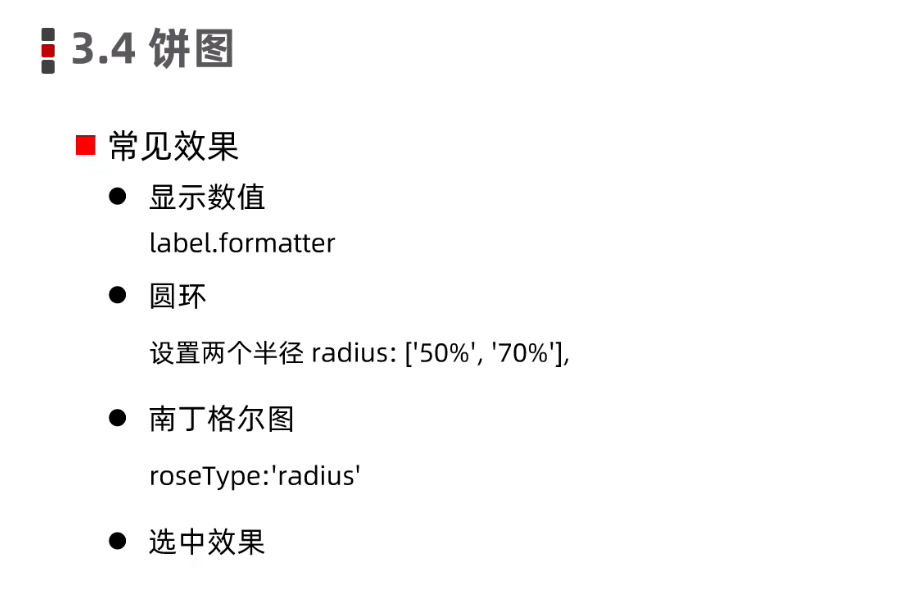 3.4 饼图
常见效果
显示数值
label.formatter
圆环
设置两个半径 radius: ['50%', '70%'],
南丁格尔图
roseType:'radius'
选中效果